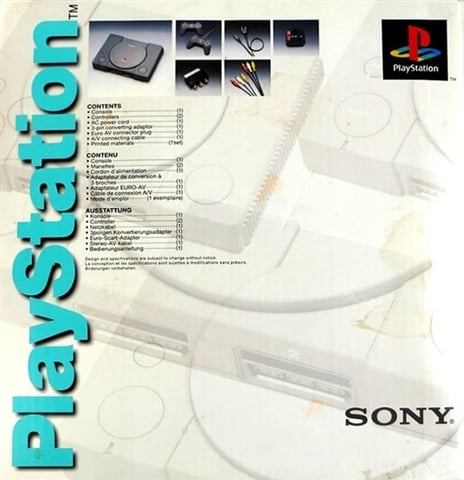 PlayStation™
PlayStation
TM
CONTENTS
• Console (1)
• Controllers (2)
• AC power cord (1)
• 3-pin converting adaptor (1)
• Euro AV connector plug (1)
• A/V connecting cable (1)
• Printed materials (1set)
CONTENU
• Console (1)
• Manettes (2)
• Cordon d'alimentation (1)
• Adaptateur de conversion à
3 broches (1)
• Adaptateur EURO-AV (1)
• Câble de connexion A/V (1)
• Mode d'emploi (1 exemplaire)
AUSSTATTUNG
• Konsole (1)
• Controller (2)
• Netzkabel (1)
• 3poligen Konvertierungsadapter (1)
• Euro-Scart-Adapter (1)
• Stereo-AV-kabel (1)
• Bedienungsanleitung (1)
Design and specifications are subject to change without notice.
La conception et les spécifications sont sujettes à modifications sans préavis.
Änderungen vorbehalten.
SONY